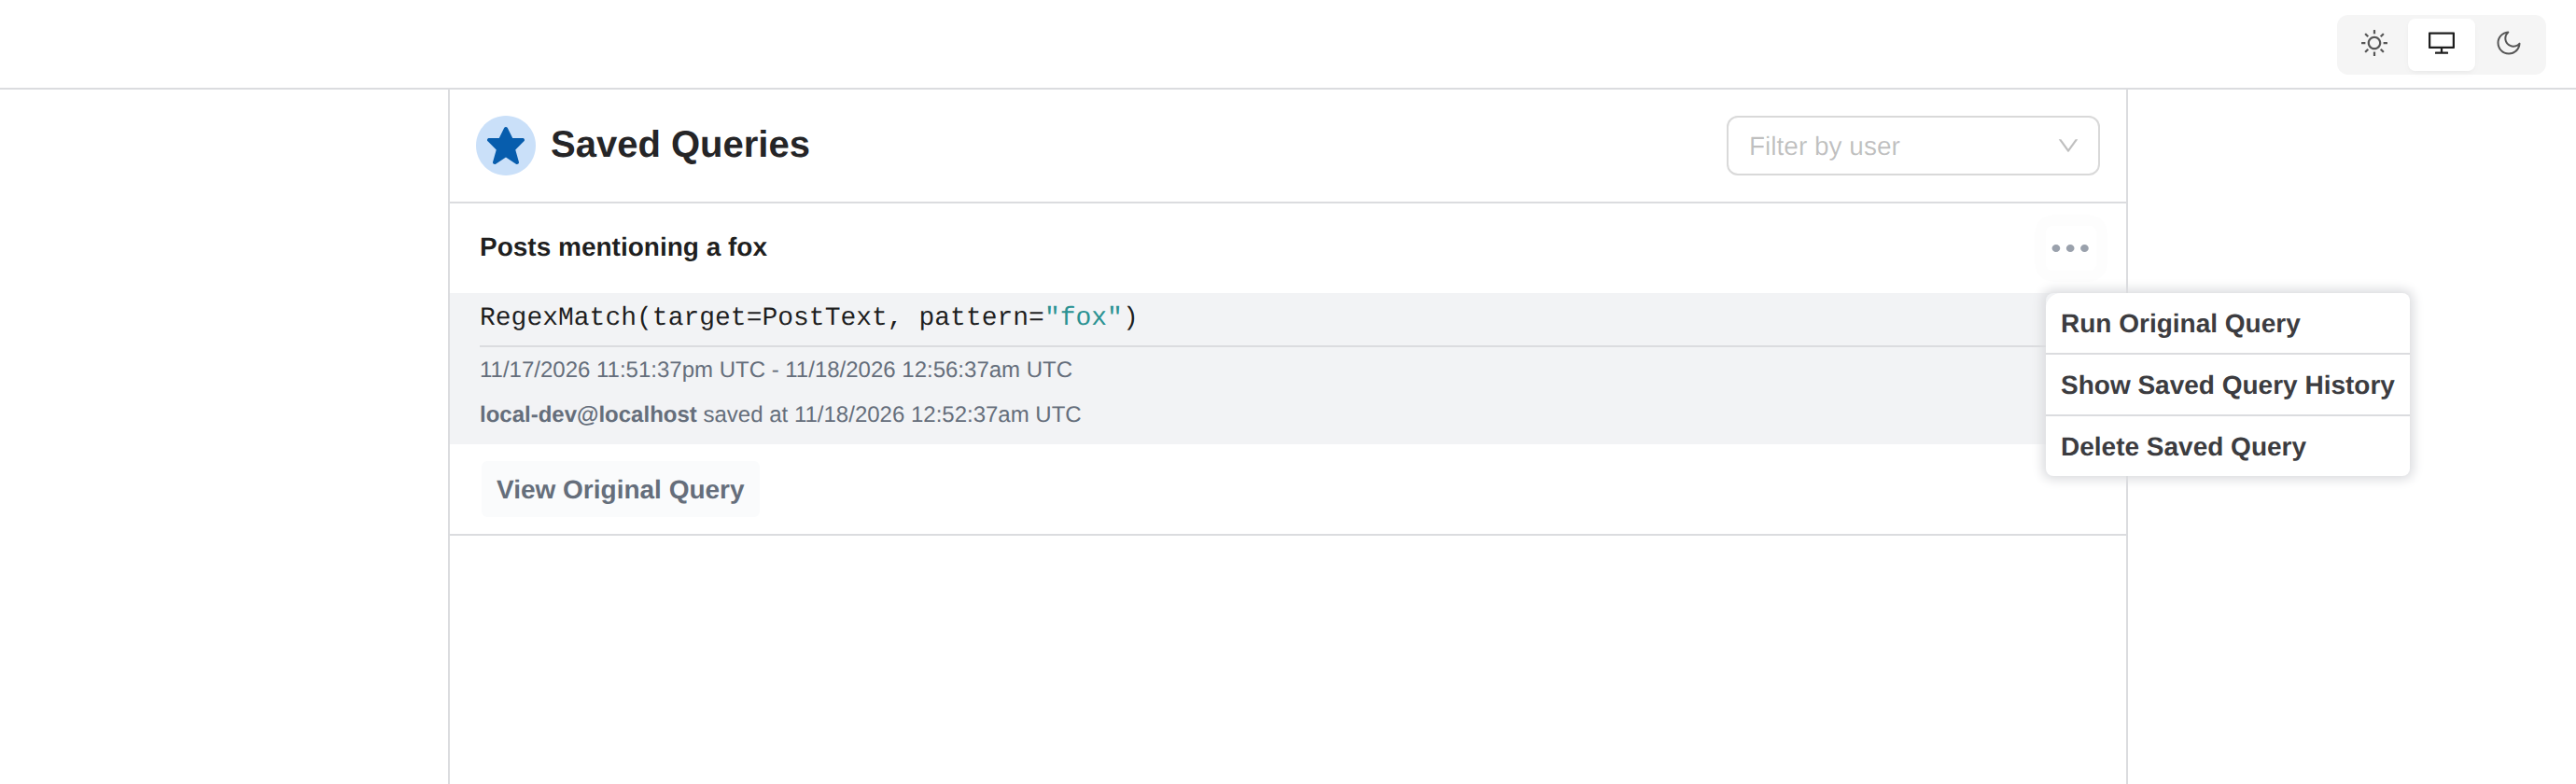 Saved Queries
Filter by user
Posts mentioning a fox
RegexMatch(target=PostText, pattern="fox")
11/17/2026 11:51:37pm UTC - 11/18/2026 12:56:37am UTC
local-dev@localhost saved at 11/18/2026 12:52:37am UTC
View Original Query
Run Original Query
Show Saved Query History
Delete Saved Query